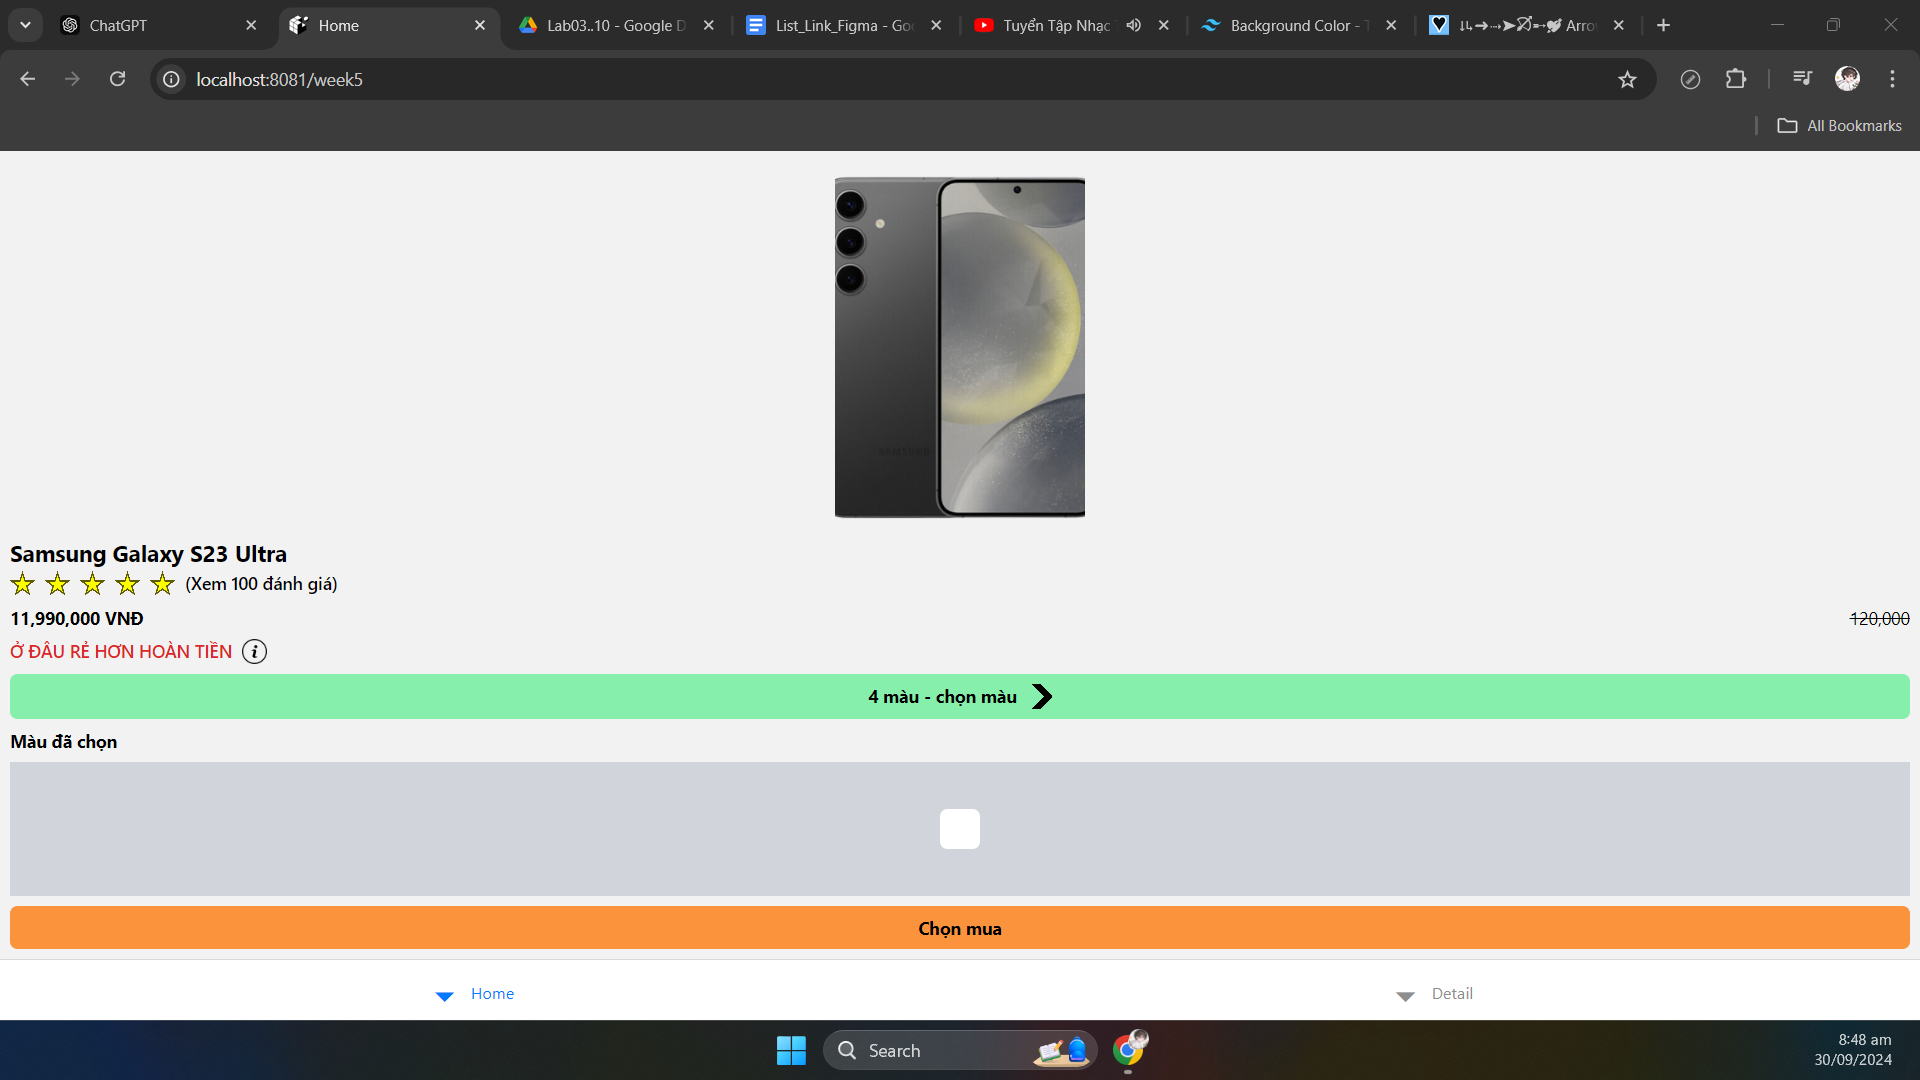 ChatGPT
Home
Lab03..10 - Google D
List_Link_Figma - Goo
Tuyển Tập Nhạc
Background Color - T
Arro
localhost:8081/week5
All Bookmarks
SAMSUNG
Samsung Galaxy S23 Ultra
(Xem 100 đánh giá)
11,990,000 VNĐ
120,000
Ở ĐÂU RẺ HƠN HOÀN TIỀN
4 màu - chọn màu
Màu đã chọn
Chọn mua
Home
Detail
Search
8:48 am
30/09/2024